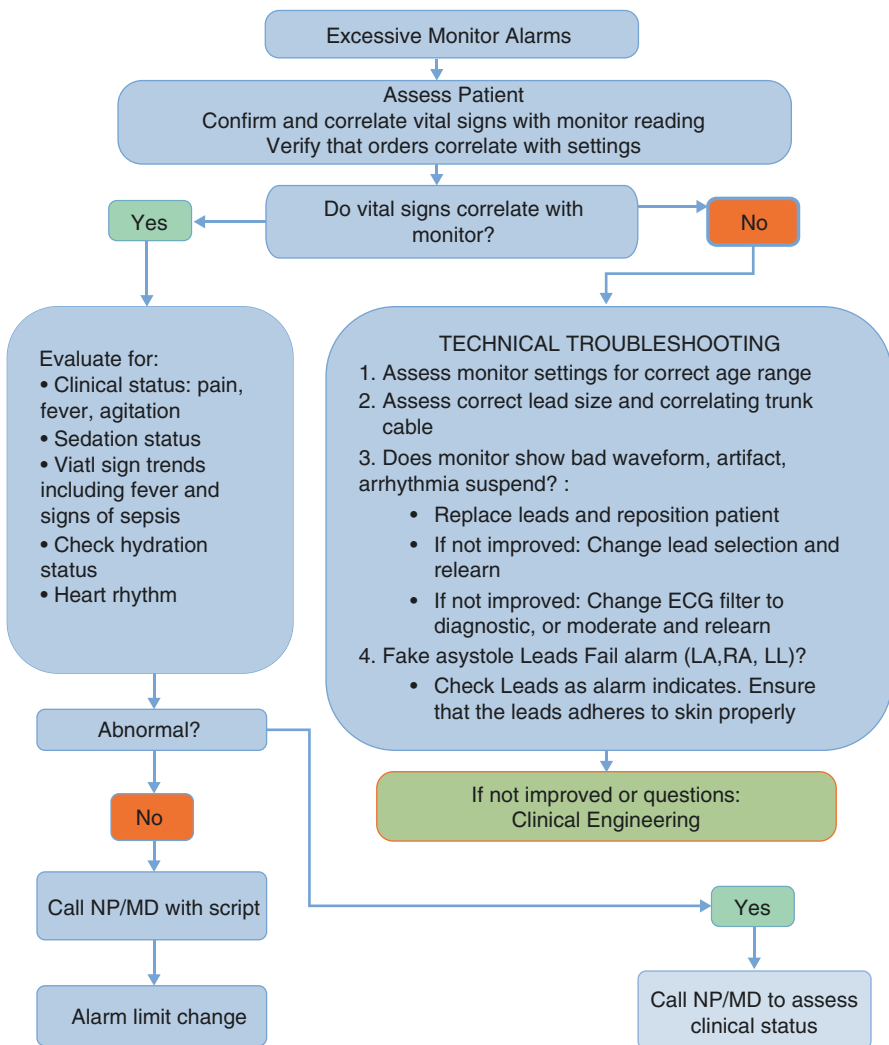 Excessive Monitor Alarms
Assess Patient
Confirm and correlate vital signs with monitor reading
Verify that orders correlate with settings
Do vital signs correlate with
monitor?
Yes
No
Evaluate for:
• Clinical status: pain,
fever, agitation
• Sedation status
• Viatl sign trends
including fever and
signs of sepsis
• Check hydration
status
• Heart rhythm
TECHNICAL TROUBLESHOOTING
1. Assess monitor settings for correct age range
2. Assess correct lead size and correlating trunk
cable
3. Does monitor show bad waveform, artifact,
arrhythmia suspend? :
• Replace leads and reposition patient
• If not improved: Change lead selection and
relearn
• If not improved: Change ECG filter to
diagnostic, or moderate and relearn
4. Fake asystole Leads Fail alarm (LA,RA, LL)?
• Check Leads as alarm indicates. Ensure
that the leads adheres to skin properly
Abnormal?
If not improved or questions:
Clinical Engineering
No
Call NP/MD with script
Yes
Alarm limit change
Call NP/MD to assess
clinical status